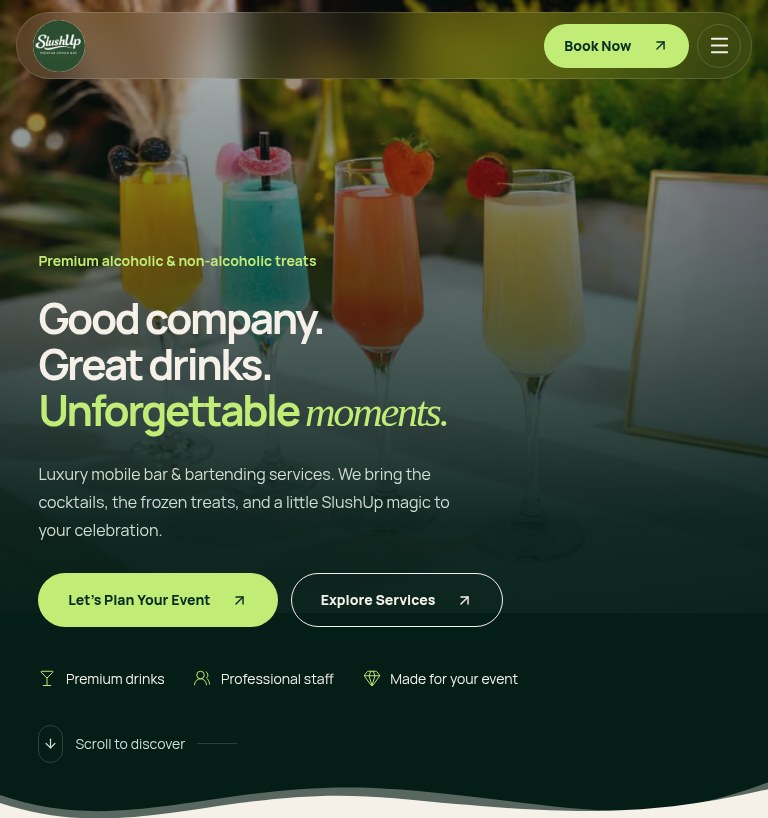 SlushUp
Book Now
Premium alcoholic & non-alcoholic treats
Good company.
Great drinks.
Unforgettable moments.
Luxury mobile bar & bartending services. We bring the
cocktails, the frozen treats, and a little SlushUp magic to
your celebration.
Let's Plan Your Event
Explore Services
Premium drinks
Professional staff
Made for your event
Scroll to discover